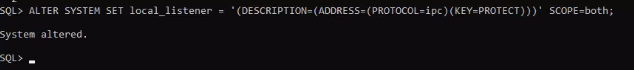 SQL> ALTER SYSTEM SET local_listener = '(DESCRIPTION=(ADDRESS=(PROTOCOL=ipc)(KEY=PROTECT)))' SCOPE=both;
System altered.
SQL> _